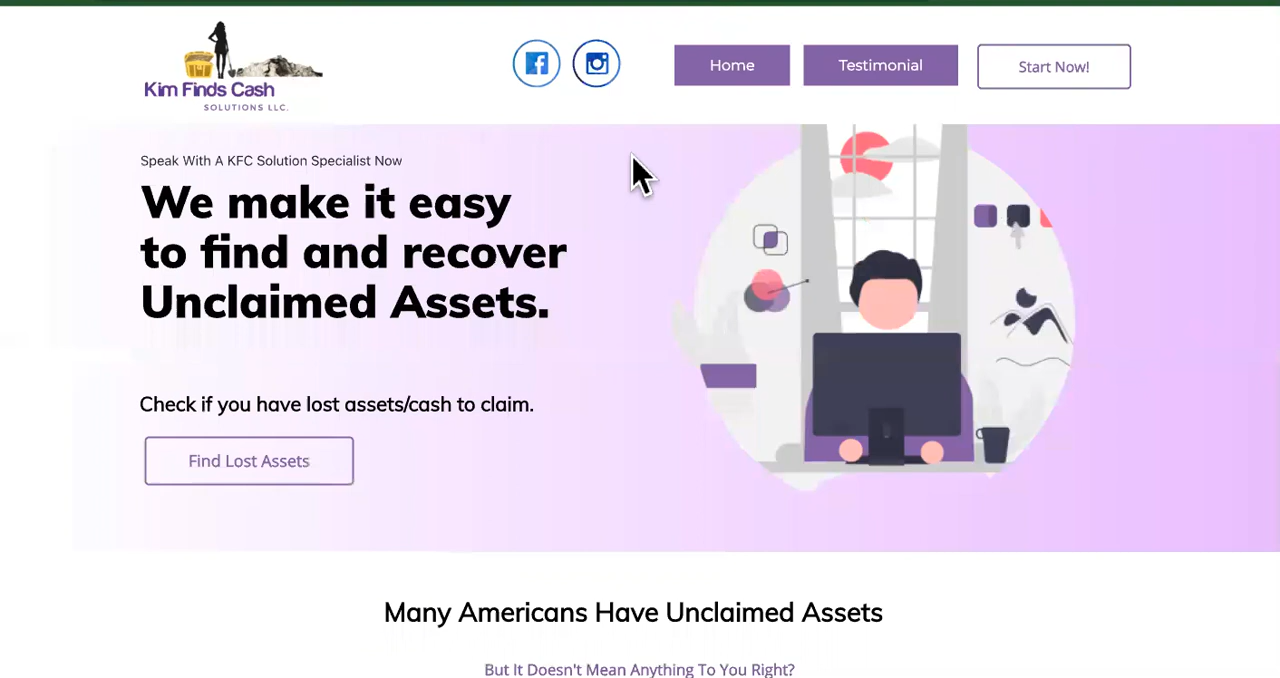 Kim Finds Cash
SOLUTIONS LLC.
Home
Testimonial
Start Now!
Speak With A KFC Solution Specialist Now
We make it easy
to find and recover
Unclaimed Assets.
Check if you have lost assets/cash to claim.
Find Lost Assets
Many Americans Have Unclaimed Assets
But It Doesn't Mean Anything To You Right?